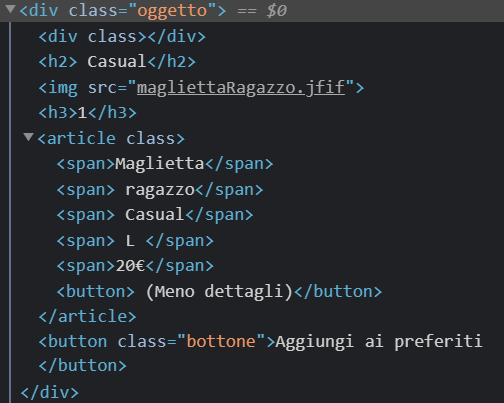 <div class="oggetto"> == $0
<div class></div>
<h2> Casual</h2>
<img src="magliettaRagazzo.jfif">
<h3>1</h3>
<article class>
<span>Maglietta</span>
<span> ragazzo</span>
<span> Casual</span>
<span> L </span>
<span>20€</span>
<button> (Meno dettagli)</button>
</article>
<button class="bottone">Aggiungi ai preferiti
</button>
</div>